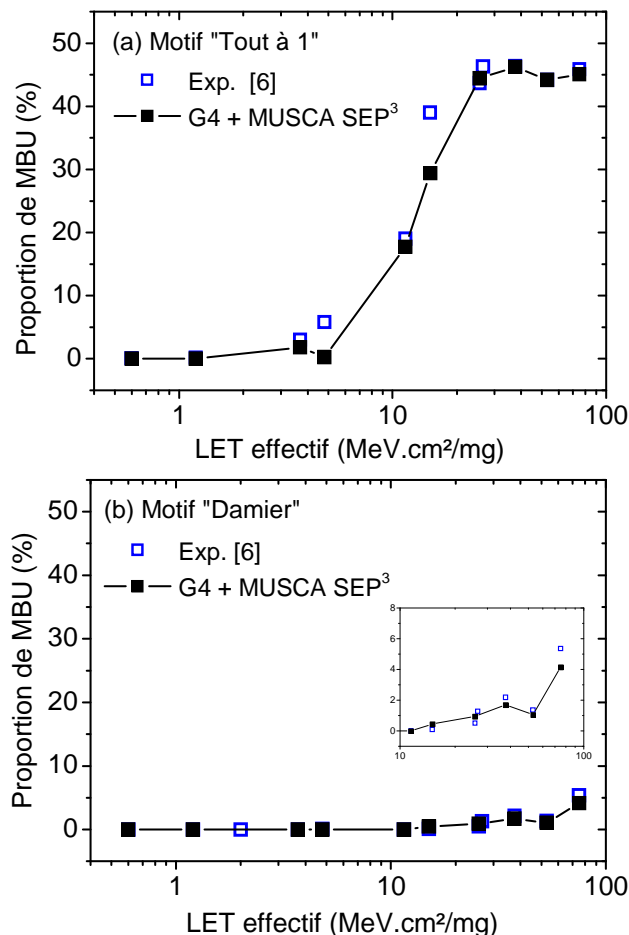 (a) Motif "Tout à 1"
Exp. [6]
G4 + MUSCA SEP³
Proportion de MBU (%)
50
40
30
20
10
0
1
10
100
LET effectif (MeV.cm²/mg)
(b) Motif "Damier"
Exp. [6]
G4 + MUSCA SEP³
Proportion de MBU (%)
50
40
30
20
10
0
8
6
4
2
0
10
100
1
10
100
LET effectif (MeV.cm²/mg)